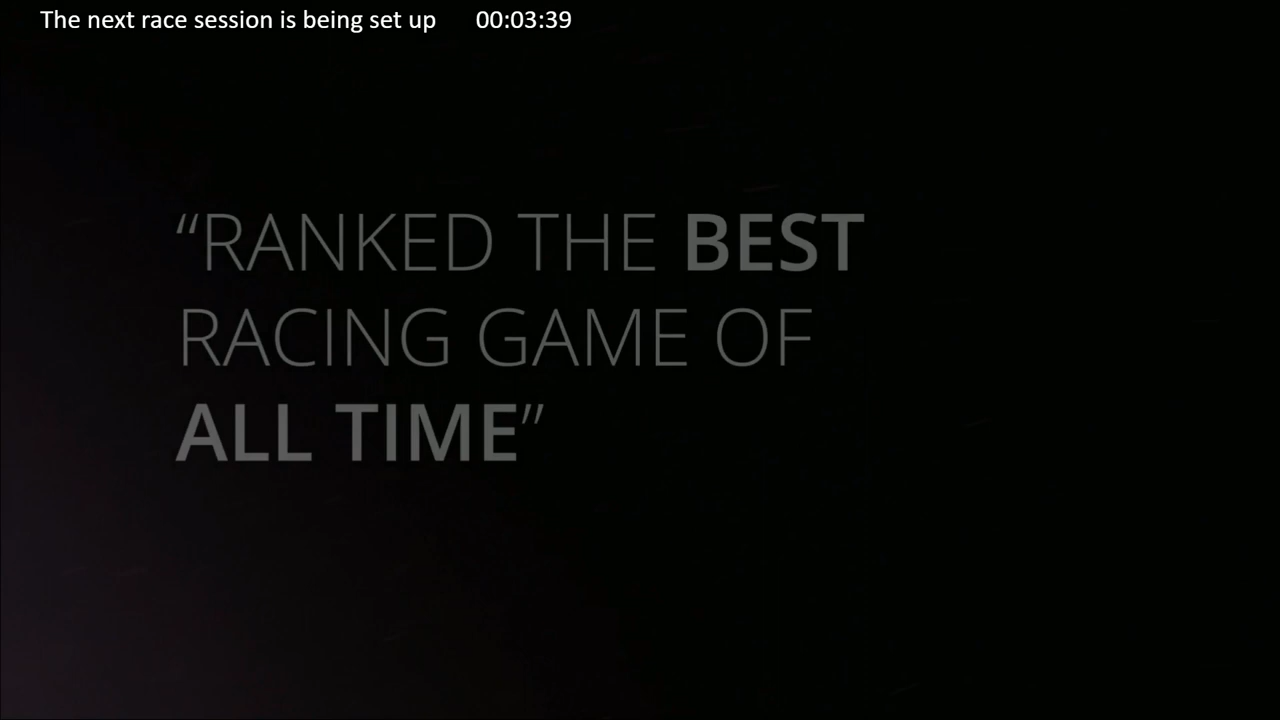 The next race session is being set up 00:03:39
“RANKED THE BEST
RACING GAME OF
ALL TIME”